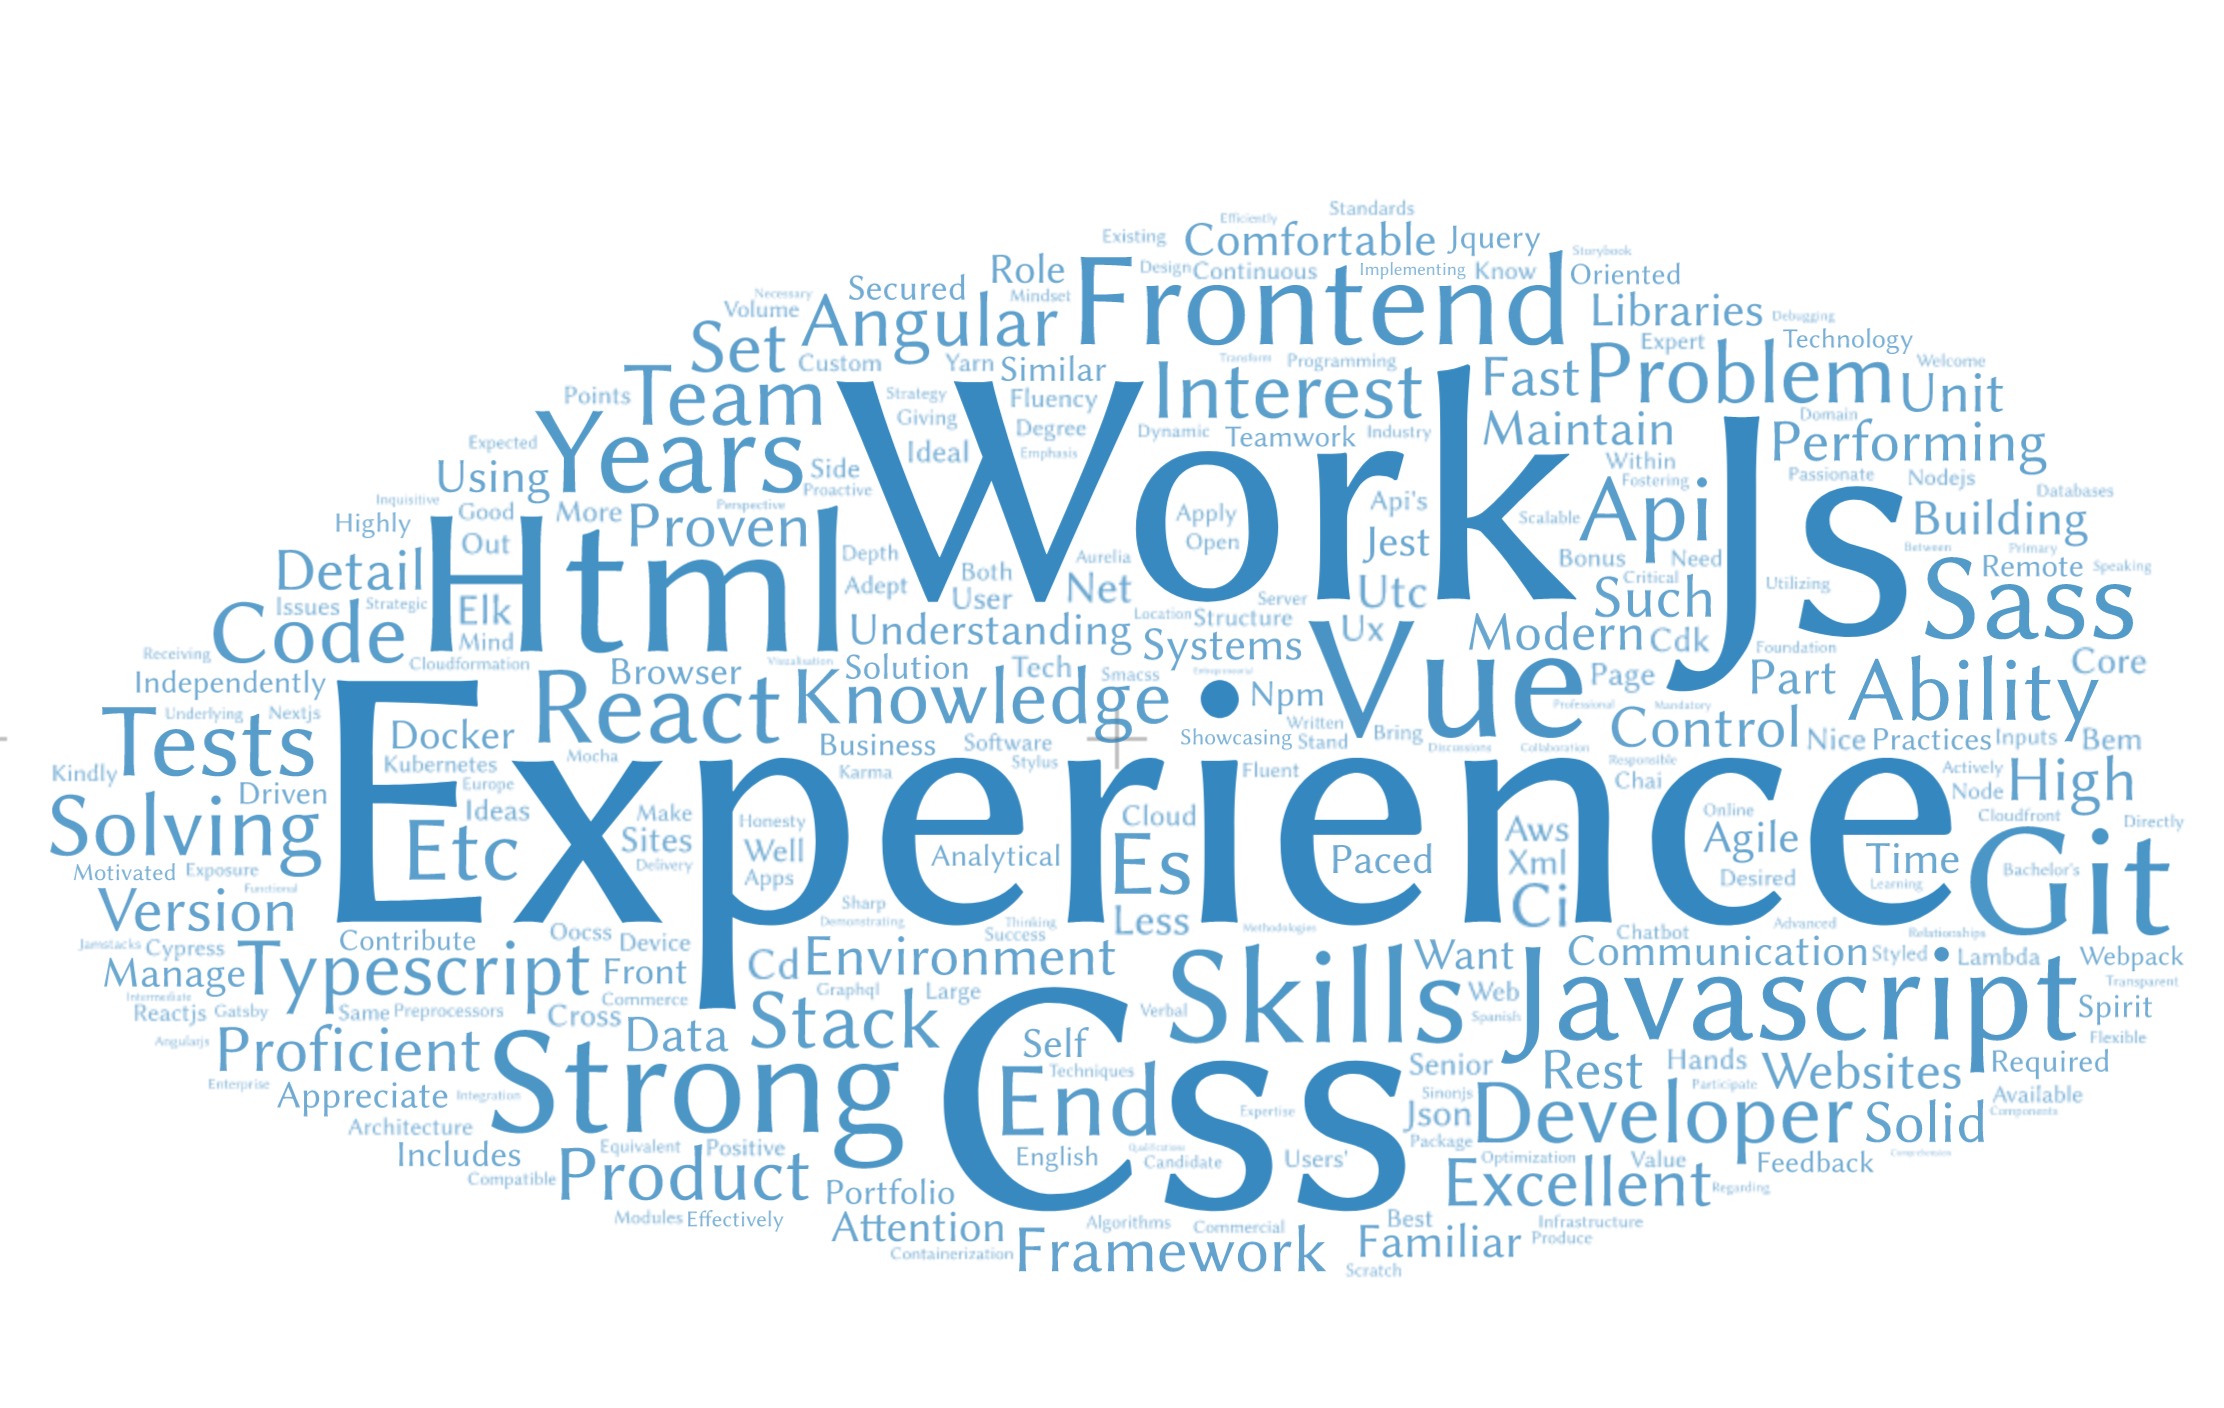 Standards
Efficiently
Existing
Comfortable
Jquery
Storybook
Role
Design
Continuous
Implementing
Know
Oriented
Secured
Mindset
Frontend
Necessary
Volume
Angular
Libraries
Debugging
Set
Custom
Yarn
Similar
Transform
Programming
Expert
Technology
Welcome
Points
Team
Strategy
Fluency
Interest
Fast
Problem
Unit
Giving
Degree
Dynamic
Teamwork
Industry
Maintain
Domain
Performing
Expected
Years
Ideal
Emphasis
Work
Within
Using
Side
Proactive
Fostering
Passionate
Nodejs
Databases
Inquisitive
Perspective
Highly
Good
More
Proven
Api's
Apply
Scalable
Api
Js
Building
Out
Html
Depth
Aurelia
Open
Jest
Bonus
Need
Between
Primary
Detail
Adept
Both
Net
Utc
Critical
Utilizing
Remote
Speaking
Issues
Strategic
Elk
User
Server
Such
Sass
Code
Mind
Understanding
Location
Structure
Ux
Modern
Cdk
Foundation
Receiving
Cloudformation
Visualisation
Systems
Core
Independently
Browser
Solution
Tech
Smacss
Entrepreneurial
Vue
Page
Part
Ability
Underlying
Nextjs
React
Knowledge
Npm
Professional
Mandatory
Tests
Docker
Business
Software
Showcasing
Written
Stand
Bring
Control
Nice
Practices
Inputs
Bem
Kubernetes
Mocha
Stylus
Discussions
Collaboration
Kindly
Karma
Fluent
Responsible
Actively
Driven
Europe
Experience
Chai
Node
High
Solving
Ideas
Make
Honesty
Cloud
Online
Cloudfront
Directly
Etc
Sites
Well
Analytical
Es
Paced
Aws
Agile
Time
Git
Motivated
Exposure
Delivery
Apps
Xml
Desired
Learning
Bachelor's
Functional
Version
Sharp
Less
Ci
Demonstrating
Thinking
Methodologies
Advanced
Jamstacks
Cypress
Contribute
Oocss
Device
Success
Chatbot
Relationships
Manage
Typescript
Front
Cd
Environment
Skills
Want
Communication
Styled
Lambda
Webpack
Intermediate
Commerce
Graphql
Large
Web
Javascript
Transparent
Reactjs
Gatsby
Same
Preprocessors
Cross
Verbal
Spanish
Spirit
Angularjs
Data
Stack
Flexible
Proficient
Strong
Css
Self
Senior
Rest
Hands
Websites
Required
Enterprise
Techniques
Participate
Appreciate
Integration
End
Expertise
Sinonjs
Available
Architecture
Json
Developer
Solid
Components
Includes
Equivalent
Positive
English
Qualifications
Package
Comprehension
Compatible
Product
Candidate
Users'
Optimization
Value
Feedback
Portfolio
Excellent
Regarding
Modules
Effectively
Attention
Algorithms
Commercial
Best
Infrastructure
Containerization
Framework
Familiar
Produce
Scratch